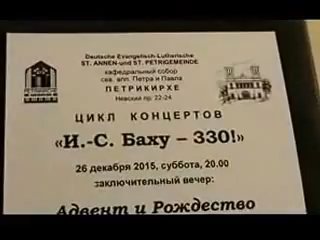 Deutsche Evangelisch-Lutherische
ST. ANNEN-und ST. PETRIGEMEINDE
кафедральный собор
свв. апп. Петра и Павла
ПЕТРИКИРХЕ
Невский пр. 22-24
ЦИКЛ КОНЦЕРТОВ
«И.-С. Баху – 330!»
26 декабря 2015, суббота, 20.00
заключительный вечер:
Адвент и Рождество